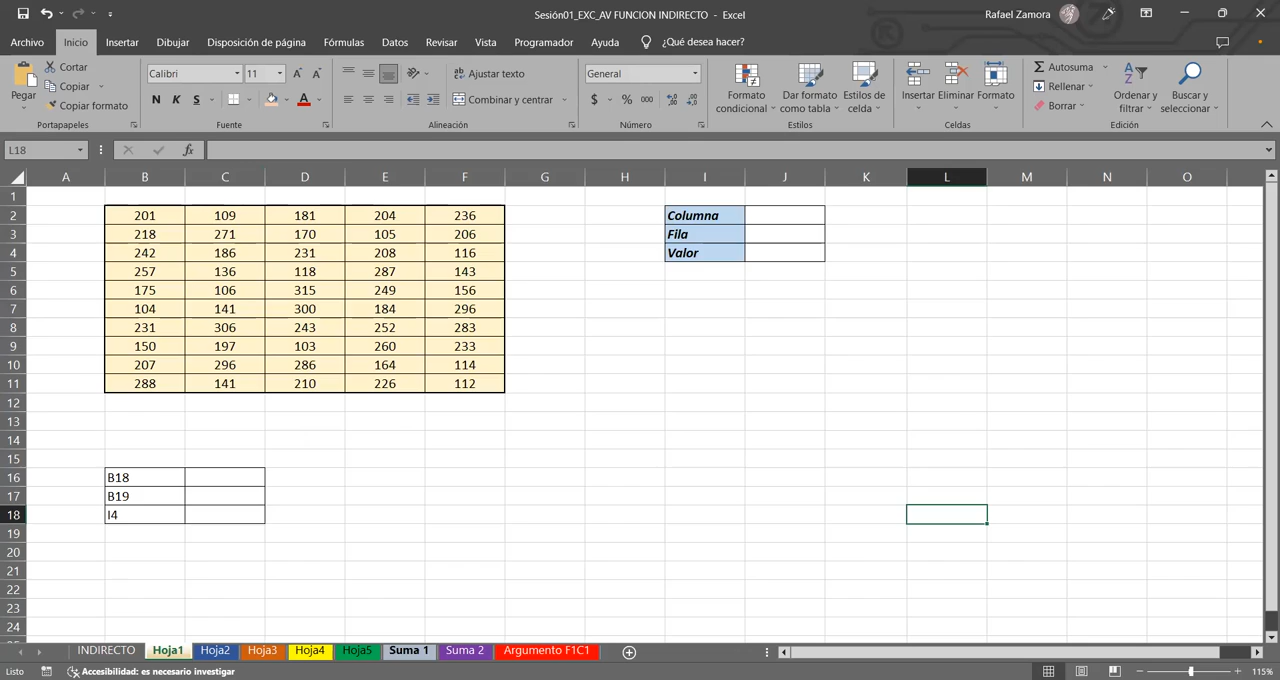 Sesión01_EXC_AV FUNCION INDIRECTO - Excel
Rafael Zamora
Archivo Inicio Insertar Dibujar Disposición de página Fórmulas Datos Revisar Vista Programador Ayuda ¿Qué desea hacer?
Pegar
Cortar
Copiar
Copiar formato
Portapapeles
Calibri 11
N K S
Fuente
Ajustar texto
Combinar y centrar
Alineación
General
$ % 000
Número
Formato condicional
Dar formato como tabla
Estilos de celda
Estilos
Insertar Eliminar Formato
Celdas
Autosuma
Rellenar
Borrar
Ordenar y filtrar
Buscar y seleccionar
Edición
L18 fx
A B C D E F G H I J K L M N O
1
2 201 109 181 204 236 Columna
3 218 271 170 105 206 Fila
4 242 186 231 208 116 Valor
5 257 136 118 287 143
6 175 106 315 249 156
7 104 141 300 184 296
8 231 306 243 252 283
9 150 197 103 260 233
10 207 296 286 164 114
11 288 141 210 226 112
12
13
14
15
16 B18
17 B19
18 I4
19
20
21
22
23
24
INDIRECTO Hoja1 Hoja2 Hoja3 Hoja4 Hoja5 Suma 1 Suma 2 Argumento F1C1
Listo Accesibilidad: es necesario investigar 115%